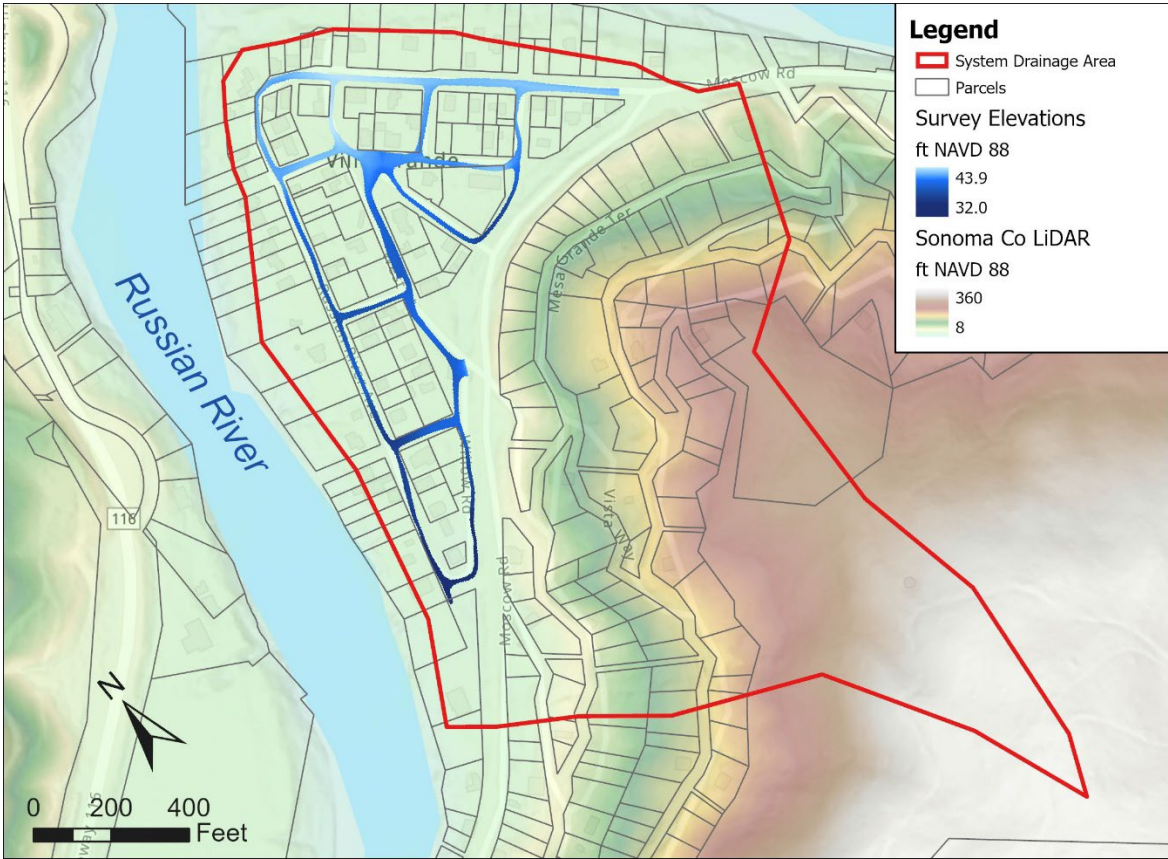 Legend
System Drainage Area
Parcels
Survey Elevations
ft NAVD 88
43.9
32.0
Sonoma Co LiDAR
ft NAVD 88
360
8
Moscow Rd
Mesa Grande Ter
Russian River
Willow Rd
Vista Way
116
Moscow Rd
N
0 200 400
Feet